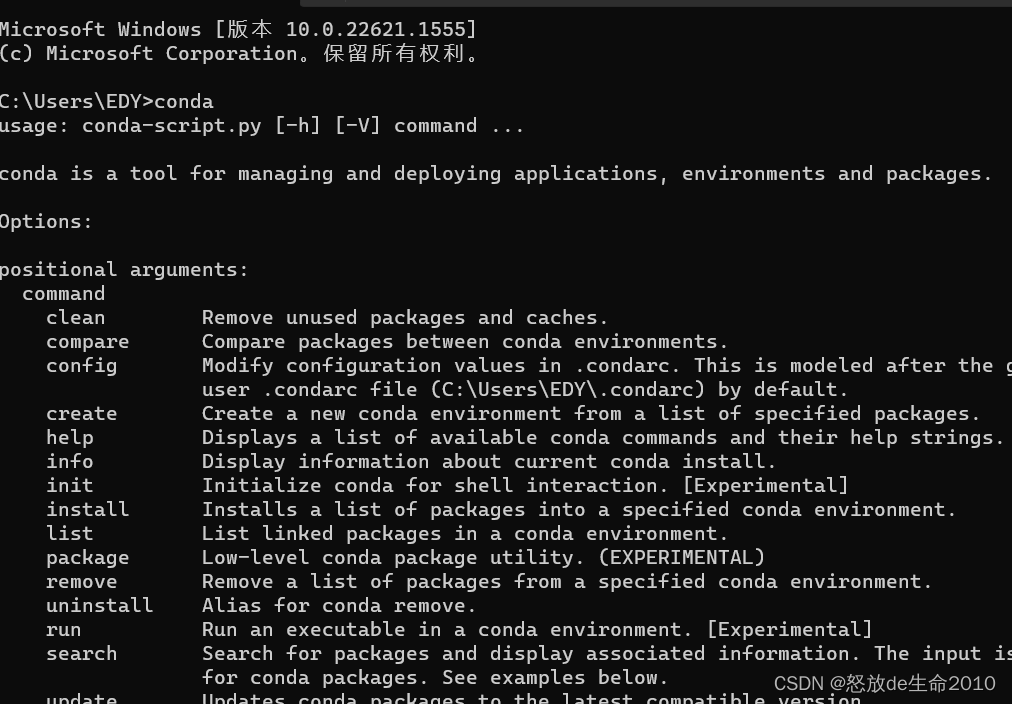 Microsoft Windows [版本 10.0.22621.1555]
(c) Microsoft Corporation。保留所有权利。
C:\Users\EDY>conda
usage: conda-script.py [-h] [-V] command ...
conda is a tool for managing and deploying applications, environments and packages.
Options:
positional arguments:
command
clean Remove unused packages and caches.
compare Compare packages between conda environments.
config Modify configuration values in .condarc. This is modeled after the
user .condarc file (C:\Users\EDY\.condarc) by default.
create Create a new conda environment from a list of specified packages.
help Displays a list of available conda commands and their help strings.
info Display information about current conda install.
init Initialize conda for shell interaction. [Experimental]
install Installs a list of packages into a specified conda environment.
list List linked packages in a conda environment.
package Low-level conda package utility. (EXPERIMENTAL)
remove Remove a list of packages from a specified conda environment.
uninstall Alias for conda remove.
run Run an executable in a conda environment. [Experimental]
search Search for packages and display associated information. The input is
for conda packages. See examples below.
update Updates conda packages to the latest compatible version.
CSDN @怒放de生命2010